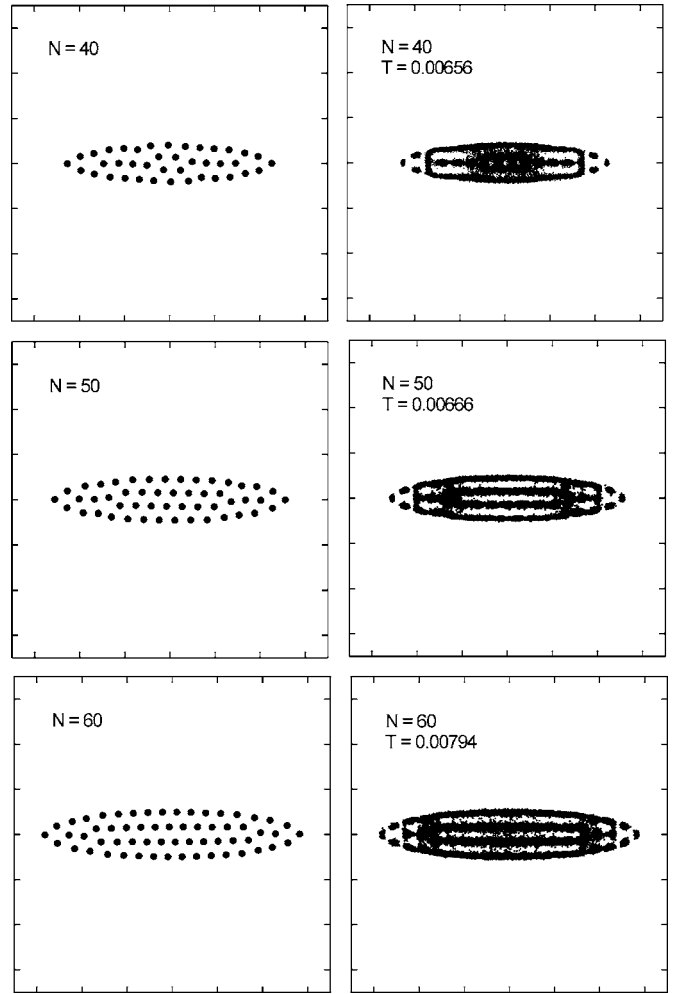 N = 40
N = 40
T = 0.00656
N = 50
N = 50
T = 0.00666
N = 60
N = 60
T = 0.00794